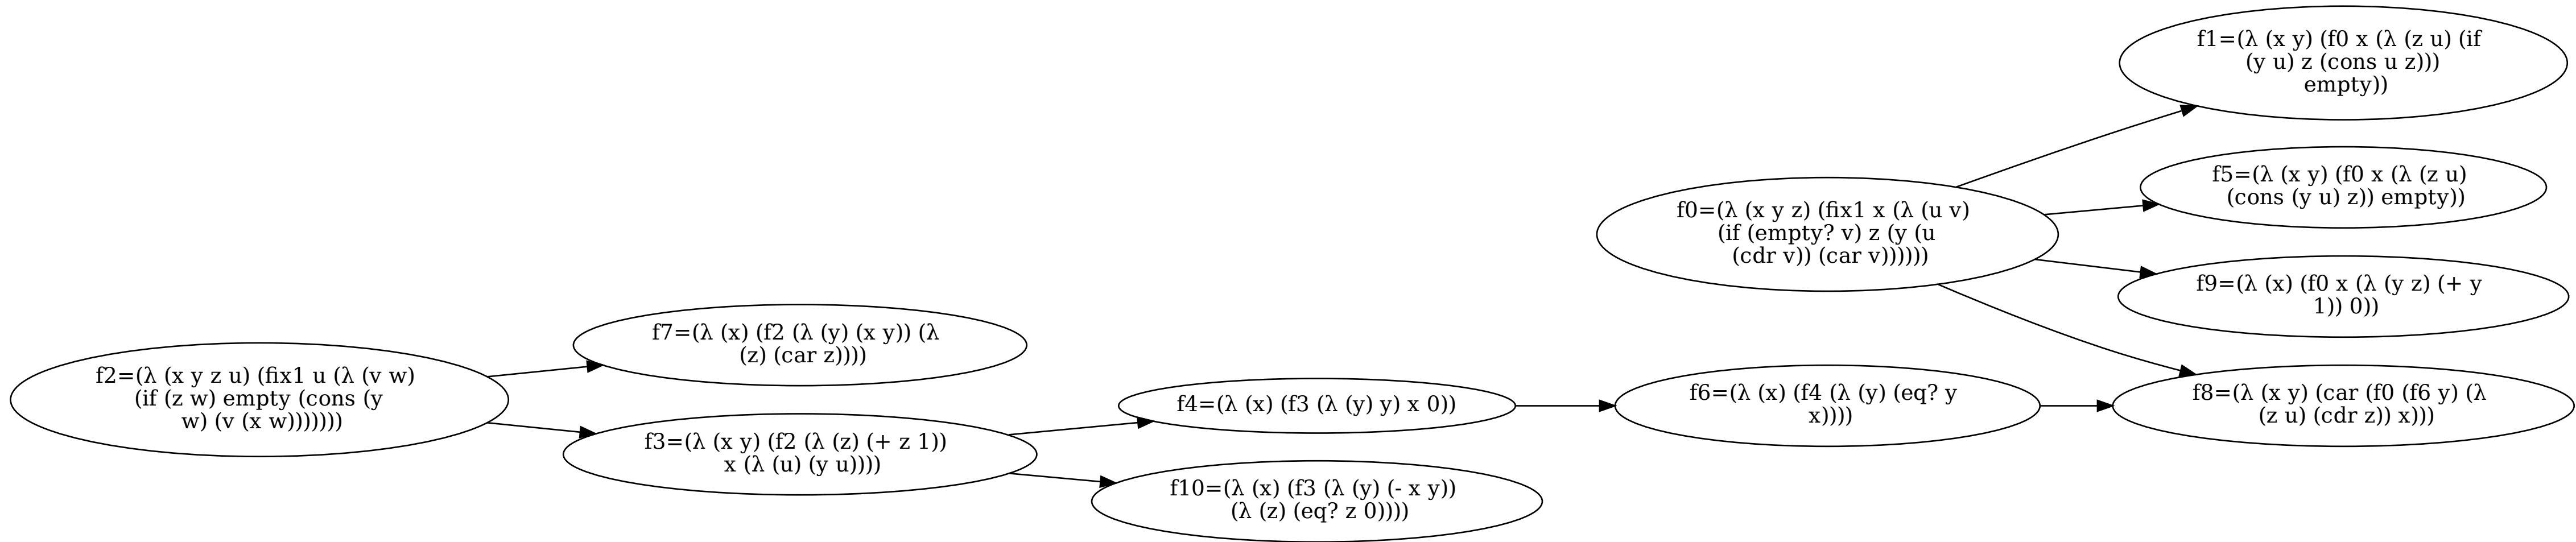 f1=(λ (x y) (f0 x (λ (z u) (if
(y u) z (cons u z)))
empty))
f5=(λ (x y) (f0 x (λ (z u)
(cons (y u) z)) empty))
f0=(λ (x y z) (fix1 x (λ (u v)
(if (empty? v) z (y (u
(cdr v)) (car v))))))
f9=(λ (x) (f0 x (λ (y z) (+ y
1)) 0))
f7=(λ (x) (f2 (λ (y) (x y)) (λ
(z) (car z))))
f2=(λ (x y z u) (fix1 u (λ (v w)
(if (z w) empty (cons (y
w) (v (x w)))))))
f4=(λ (x) (f3 (λ (y) y) x 0))
f6=(λ (x) (f4 (λ (y) (eq? y
x))))
f8=(λ (x y) (car (f0 (f6 y) (λ
(z u) (cdr z)) x)))
f3=(λ (x y) (f2 (λ (z) (+ z 1))
x (λ (u) (y u))))
f10=(λ (x) (f3 (λ (y) (- x y))
(λ (z) (eq? z 0))))